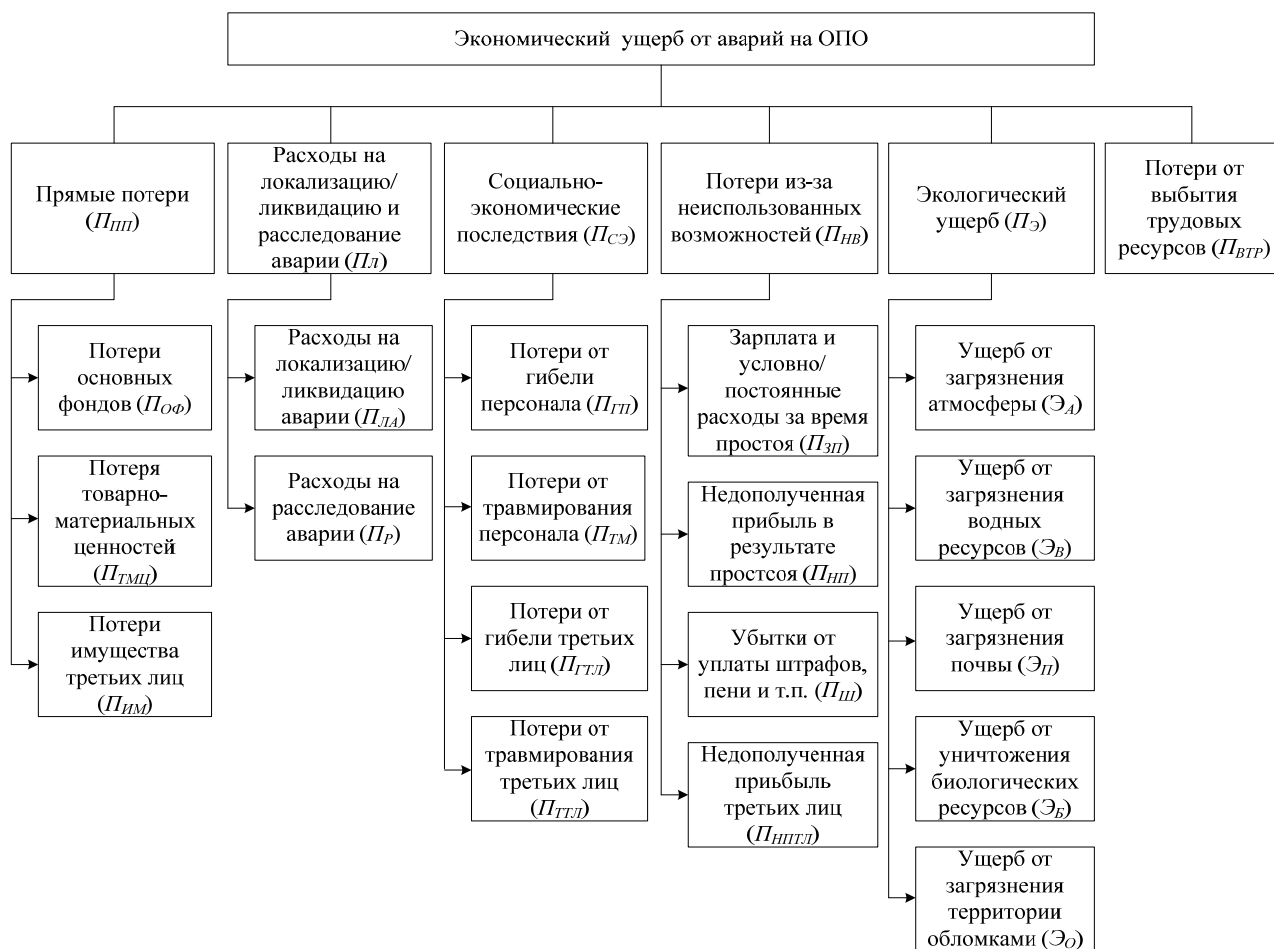 Экономический ущерб от аварий на ОПО
Прямые потери
(П_ПП)
Расходы на
локализацию/
ликвидацию и
расследование
аварии (Пл)
Социально-
экономические
последствия (П_СЭ)
Потери из-за
неиспользованных
возможностей (П_НВ)
Экологический
ущерб (П_Э)
Потери от
выбытия
трудовых
ресурсов (П_ВТР)
Потери
основных
фондов (П_ОФ)
Потеря
товарно-
материальных
ценностей
(П_ТМЦ)
Потери
имущества
третьих лиц
(П_ИМ)
Расходы на
локализацию/
ликвидацию
аварии (П_ЛА)
Расходы на
расследование
аварии (П_Р)
Потери от
гибели
персонала (П_ГП)
Потери от
травмирования
персонала (П_ТМ)
Потери от
гибели третьих
лиц (П_ГТЛ)
Потери от
травмирования
третьих лиц
(П_ТТЛ)
Зарплата и
условно/
постоянные
расходы за время
простоя (П_ЗП)
Недополученная
прибыль в
результате
простсоя (П_НП)
Убытки от
уплаты штрафов,
пени и т.п. (П_Ш)
Недополученная
приьбыль
третьих лиц
(П_НПТЛ)
Ущерб от
загрязнения
атмосферы (Э_А)
Ущерб от
загрязнения
водных
ресурсов (Э_В)
Ущерб от
загрязнения
почвы (Э_П)
Ущерб от
уничтожения
биологических
ресурсов (Э_Б)
Ущерб от
загрязнения
территории
обломками (Э_О)